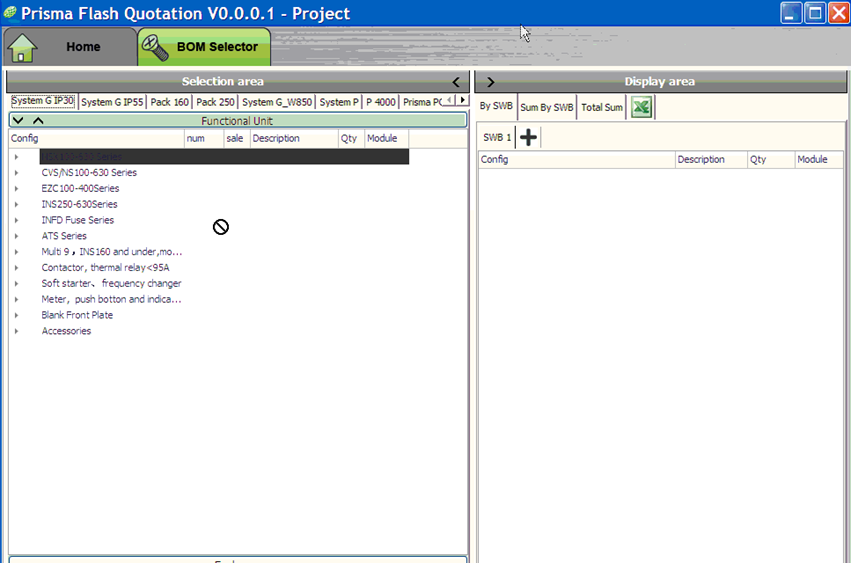 Prisma Flash Quotation V0.0.0.1 - Project
Home BOM Selector
Selection area
System G IP30 System G IP55 Pack 160 Pack 250 System G_W850 System P P 4000
Functional Unit
Config num sale Description Qty Module
CVS/NS100-630 Series
EZC100-400Series
INS250-630Series
INFD Fuse Series
ATS Series
Multi 9，INS160 and under,mo...
Contactor, thermal relay<95A
Soft starter、frequency changer
Meter，push botton and indica...
Blank Front Plate
Accessories
Display area
By SWB Sum By SWB Total Sum
SWB 1
Config Description Qty Module